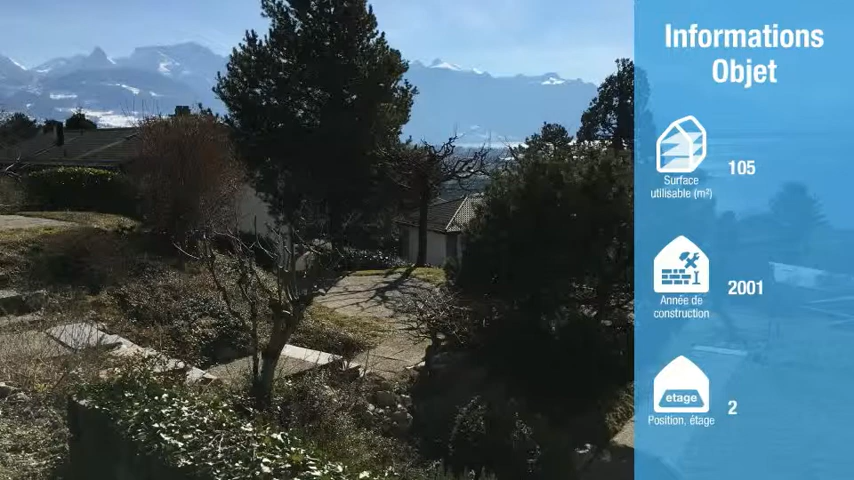 Informations
Objet
Surface
utilisable (m²)
105
Année de
construction
2001
etage
Position, étage
2